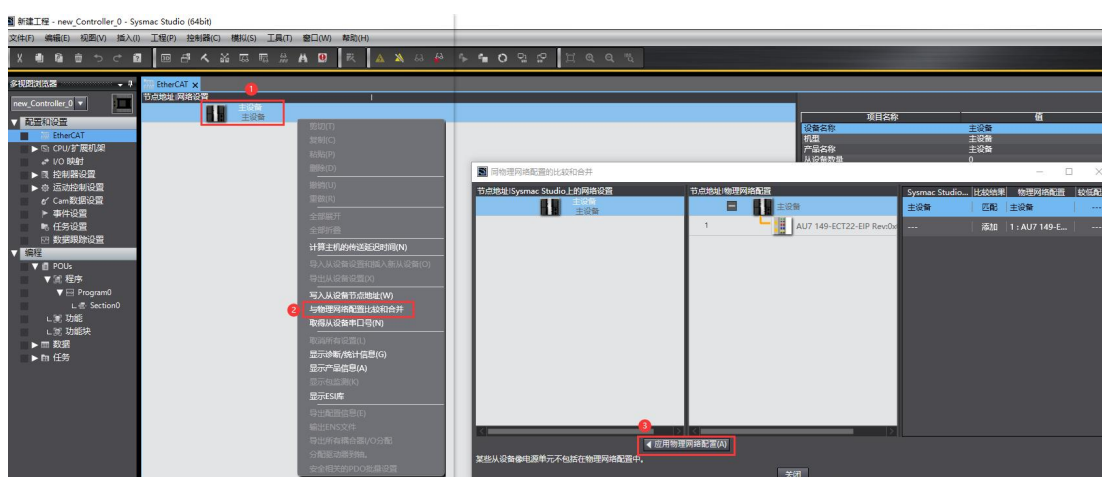 新建工程 - new_Controller_0 - Sysmac Studio (64bit)
文件(F) 编辑(E) 视图(V) 插入(I) 工程(P) 控制器(C) 模拟(S) 工具(T) 窗口(W) 帮助(H)
多视图浏览器
new_Controller_0
配置和设置
EtherCAT
CPU/扩展机架
I/O 映射
控制器设置
运动控制设置
Cam数据设置
事件设置
任务设置
数据跟踪设置
编程
POUs
程序
Program0
Section0
功能
功能块
数据
任务
EtherCAT
1
节点地址|网络设置
主设备
主设备
剪切(T)
复制(C)
粘贴(P)
删除(D)
撤销(U)
重做(R)
全部展开
全部折叠
计算主机的传送延迟时间(N)
导入从设备设置和插入新从设备(O)
导出从设备设置(X)
写入从设备节点地址(W)
2
与物理网络配置比较和合并
取得从设备串口号(N)
取消所有设置(L)
显示诊断/统计信息(G)
显示产品信息(A)
显示包监测(K)
显示ESI库
导出配置信息(E)
输出ENS文件
导出所有耦合器I/O分配
分配驱动器到轴。
安全相关的PDO批量设置
项目名称 值
设备名称 主设备
机型 主设备
产品名称 主设备
从设备数量 0
同物理网络配置的比较和合并
节点地址|Sysmac Studio上的网络设置
主设备
主设备
节点地址|物理网络配置
主设备
1 AU7 149-ECT22-EIP Rev:0x
Sysmac Studio... 比较结果 物理网络配置 较低配
主设备 匹配 主设备 ---
--- 添加 1 : AU7 149-E... ---
3
应用物理网络配置(A)
某些从设备像电源单元不包括在物理网络配置中。
关闭